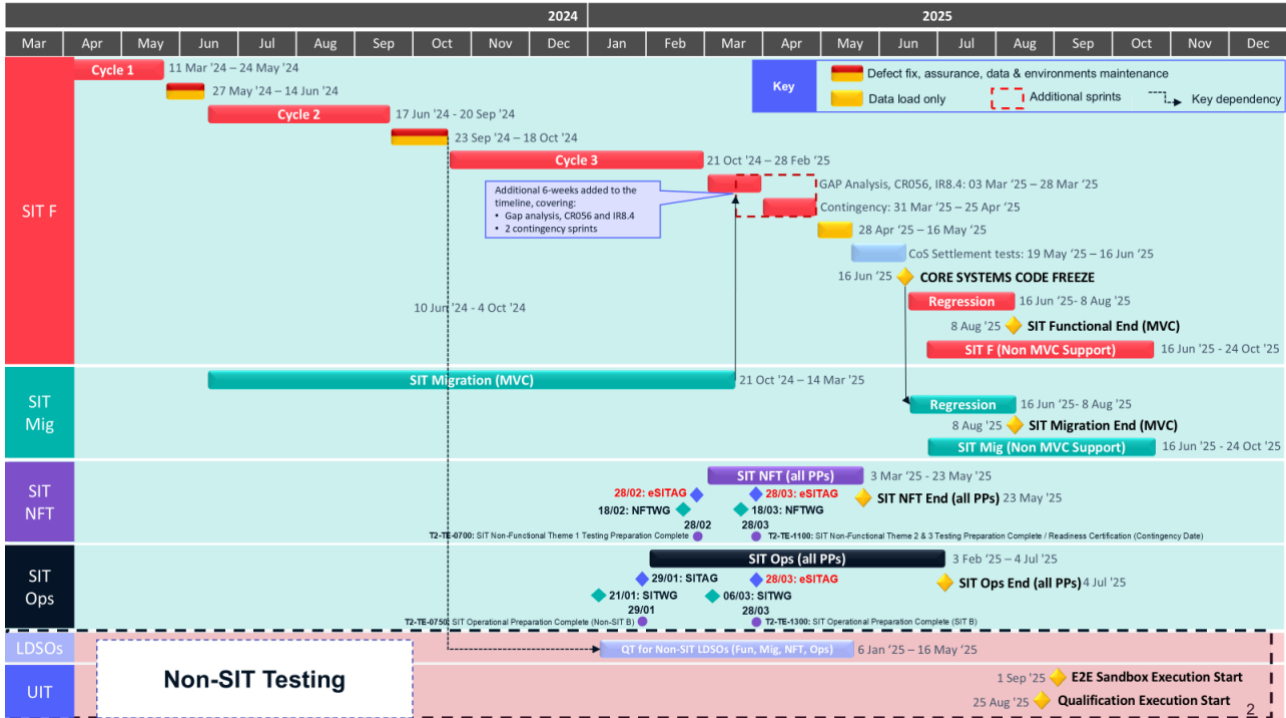 2024
2025
Mar Apr May Jun Jul Aug Sep Oct Nov Dec Jan Feb Mar Apr May Jun Jul Aug Sep Oct Nov Dec
Key
Defect fix, assurance, data & environments maintenance
Data load only
Additional sprints
Key dependency
SIT F
Cycle 1
11 Mar '24 – 24 May '24
27 May '24 – 14 Jun '24
Cycle 2
17 Jun '24 - 20 Sep '24
23 Sep '24 – 18 Oct '24
Cycle 3
21 Oct '24 – 28 Feb '25
Additional 6-weeks added to the
timeline, covering:
• Gap analysis, CR056 and IR8.4
• 2 contingency sprints
GAP Analysis, CR056, IR8.4: 03 Mar '25 – 28 Mar '25
Contingency: 31 Mar '25 – 25 Apr '25
28 Apr '25 – 16 May '25
CoS Settlement tests: 19 May '25 – 16 Jun '25
16 Jun '25 CORE SYSTEMS CODE FREEZE
10 Jun '24 - 4 Oct '24
Regression
16 Jun '25- 8 Aug '25
8 Aug '25 SIT Functional End (MVC)
SIT F (Non MVC Support)
16 Jun '25 - 24 Oct '25
SIT
Mig
SIT Migration (MVC)
21 Oct '24 – 14 Mar '25
Regression
16 Jun '25- 8 Aug '25
8 Aug '25 SIT Migration End (MVC)
SIT Mig (Non MVC Support)
16 Jun '25 - 24 Oct '25
SIT
NFT
SIT NFT (all PPs)
3 Mar '25 - 23 May '25
28/02: eSITAG
28/03: eSITAG
SIT NFT End (all PPs) 23 May '25
18/02: NFTWG
18/03: NFTWG
28/02
28/03
T2-TE-0700: SIT Non-Functional Theme 1 Testing Preparation Complete
T2-TE-1100: SIT Non-Functional Theme 2 & 3 Testing Preparation Complete / Readiness Certification (Contingency Date)
SIT
Ops
SIT Ops (all PPs)
3 Feb '25 – 4 Jul '25
29/01: SITAG
28/03: eSITAG
SIT Ops End (all PPs) 4 Jul '25
21/01: SITWG
06/03: SITWG
29/01
28/03
T2-TE-0750: SIT Operational Preparation Complete (Non-SIT B)
T2-TE-1300: SIT Operational Preparation Complete (SIT B)
LDSOs
QT for Non-SIT LDSOs (Fun, Mig, NFT, Ops)
6 Jan '25 – 16 May '25
Non-SIT Testing
UIT
1 Sep '25 E2E Sandbox Execution Start
25 Aug '25 Qualification Execution Start
2